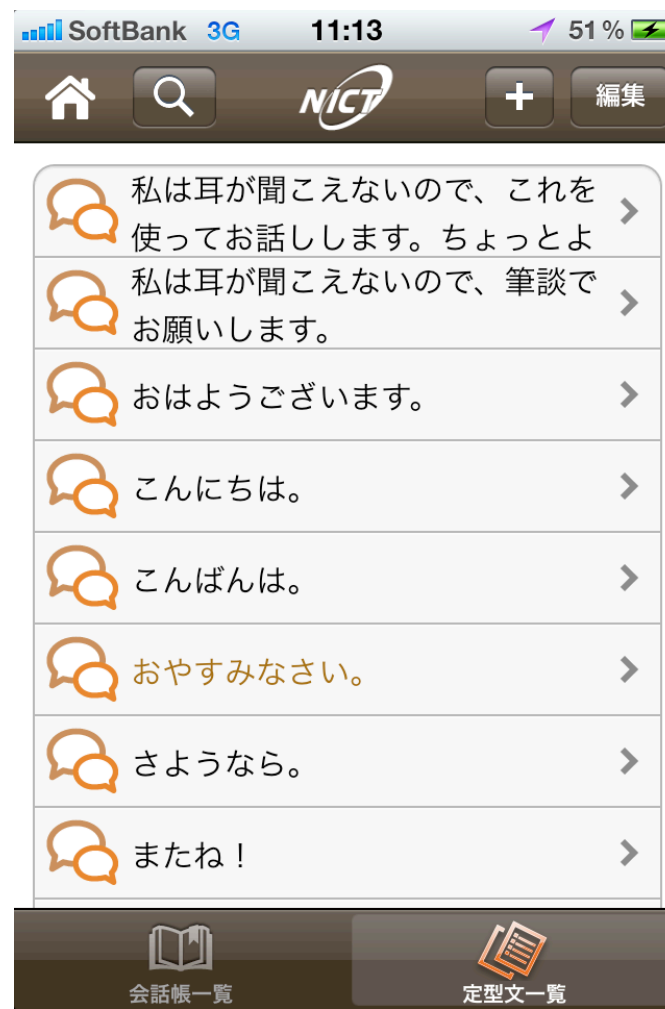 SoftBank 3G 11:13 51%
NICT 編集
私は耳が聞こえないので、これを
使ってお話しします。ちょっとよ
私は耳が聞こえないので、筆談で
お願いします。
おはようございます。
こんにちは。
こんばんは。
おやすみなさい。
さようなら。
またね！
会話帳一覧 定型文一覧